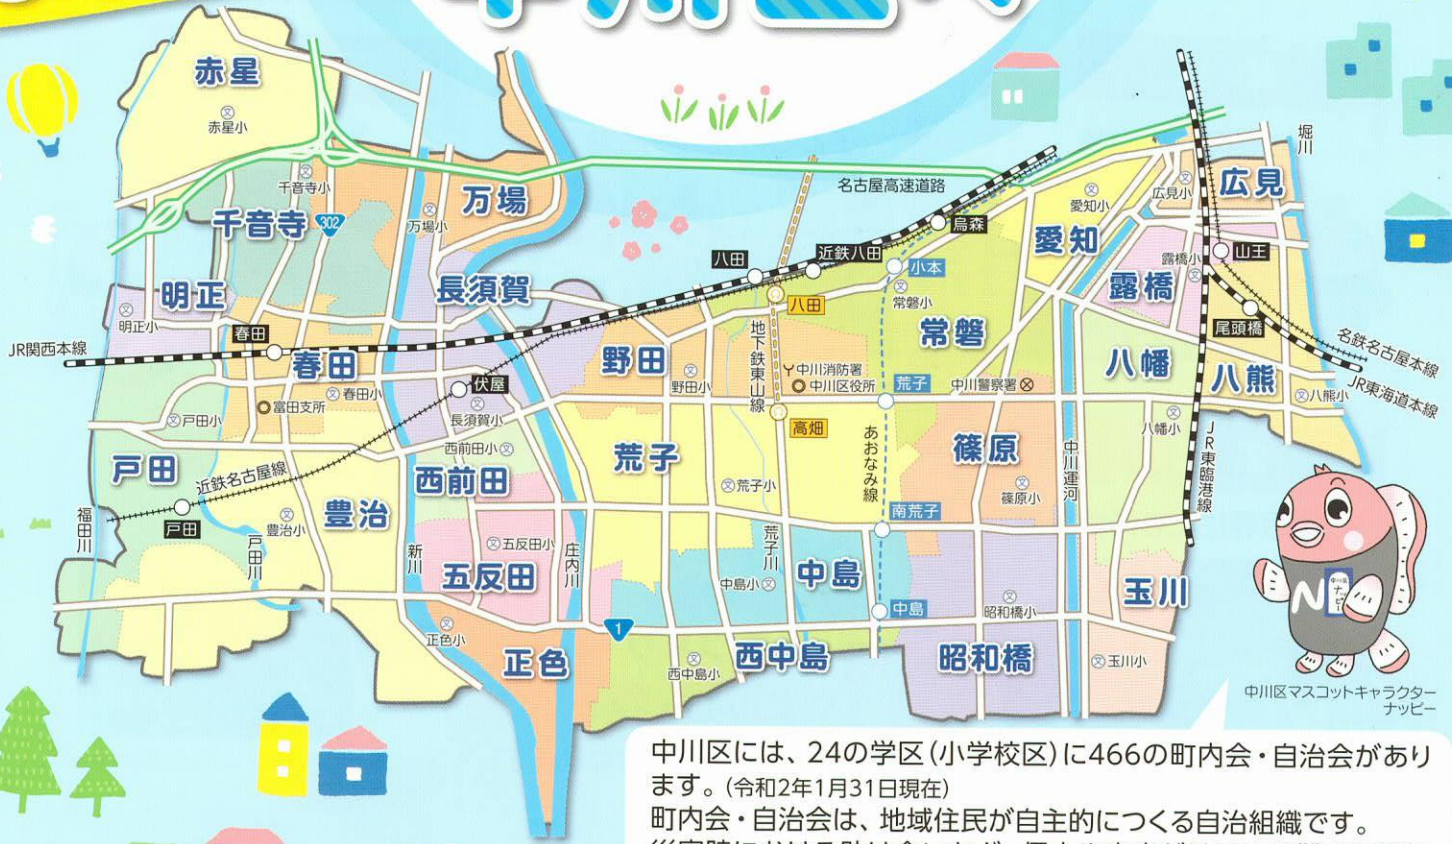 中川区
赤星
赤星小
千音寺小
千音寺
302
万場
万場小
名古屋高速道路
堀川
広見
広見小
愛知小
愛知
烏森
近鉄八田
八田
小本
山王
露橋小
露橋
長須賀
明正
明正小
八田
常磐小
常磐
尾頭橋
春田
JR関西本線
春田
野田
地下鉄東山線
八幡
八熊
名鉄名古屋本線
JR東海道本線
伏屋
野田小
中川消防署
中川区役所
荒子
中川警察署
八熊小
春田小
富田支所
戸田小
長須賀小
高畑
八幡小
西前田小
荒子
あおなみ線
篠原
中川運河
JR東臨港線
戸田
近鉄名古屋線
西前田
荒子小
篠原小
福田川
戸田
豊治
豊治小
南荒子
戸田川
新川
五反田小
庄内川
荒子川
五反田
中島小
中島
玉川
中島
昭和橋小
1
正色小
正色
西中島
西中島小
昭和橋
玉川小
N
中川区
ナッピー
中川区マスコットキャラクター
ナッピー
中川区には、24の学区(小学校区)に466の町内会・自治会があり
ます。(令和2年1月31日現在)
町内会・自治会は、地域住民が自主的につくる自治組織です。